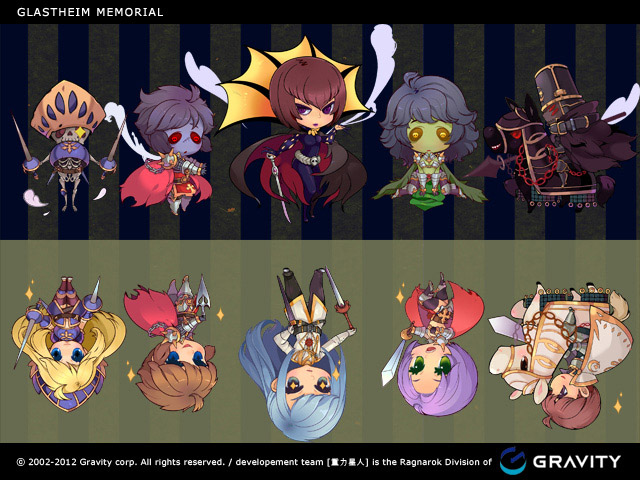 GLASTHEIM MEMORIAL
© 2002-2012 Gravity corp. All rights reserved. / developement team [重力星人] is the Ragnarok Division of GRAVITY